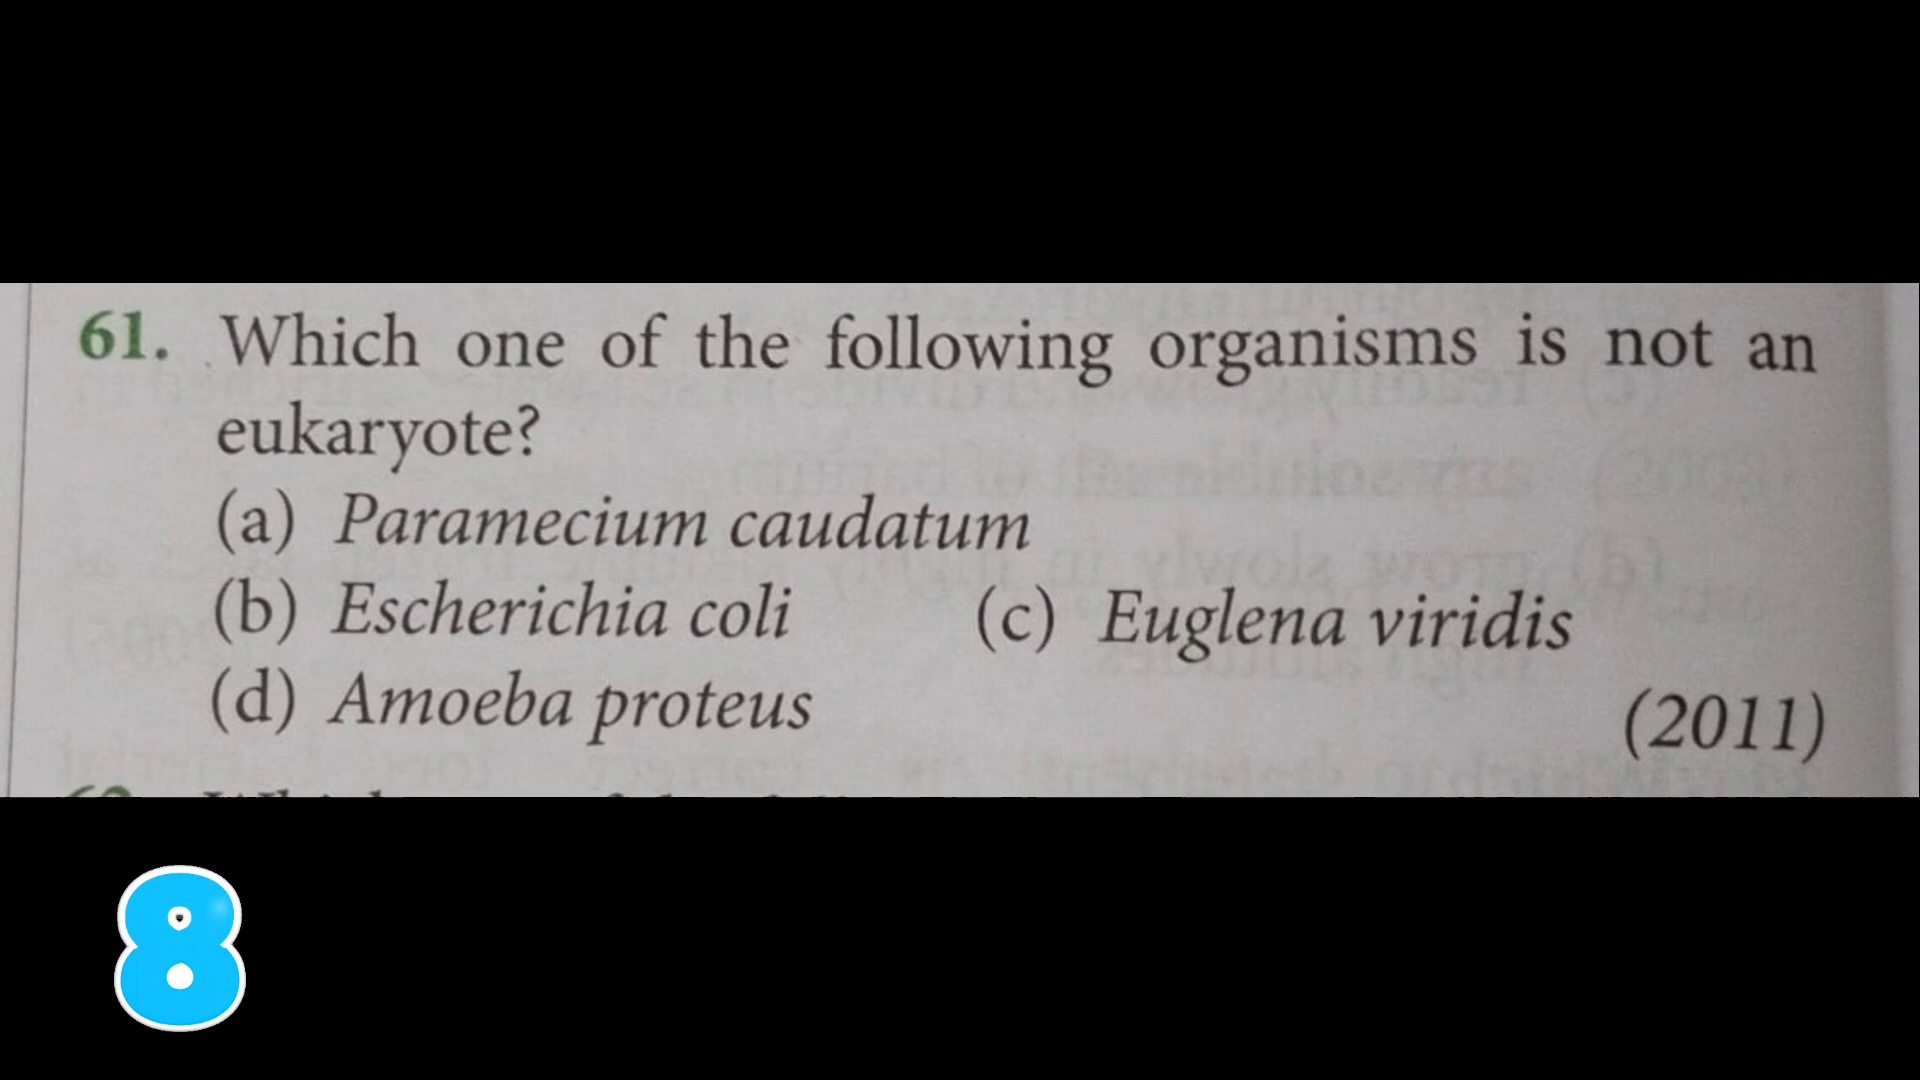 61. Which one of the following organisms is not an
eukaryote?
(a) Paramecium caudatum
(b) Escherichia coli (c) Euglena viridis
(d) Amoeba proteus (2011)
8